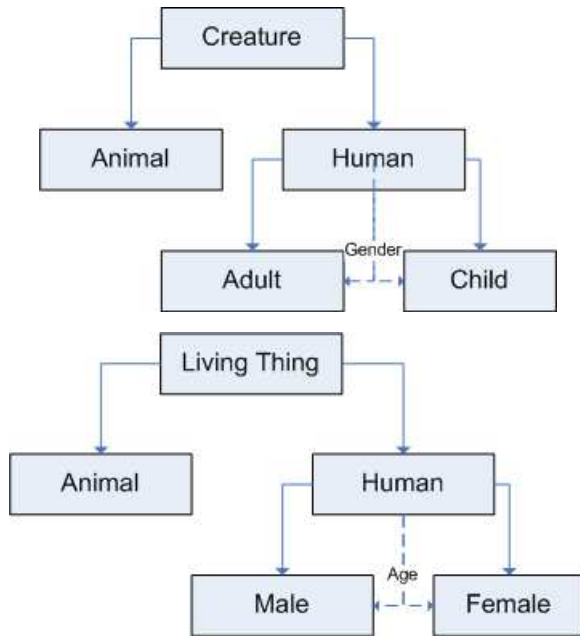 Creature
Animal
Human
Gender
Adult
Child
Living Thing
Animal
Human
Age
Male
Female